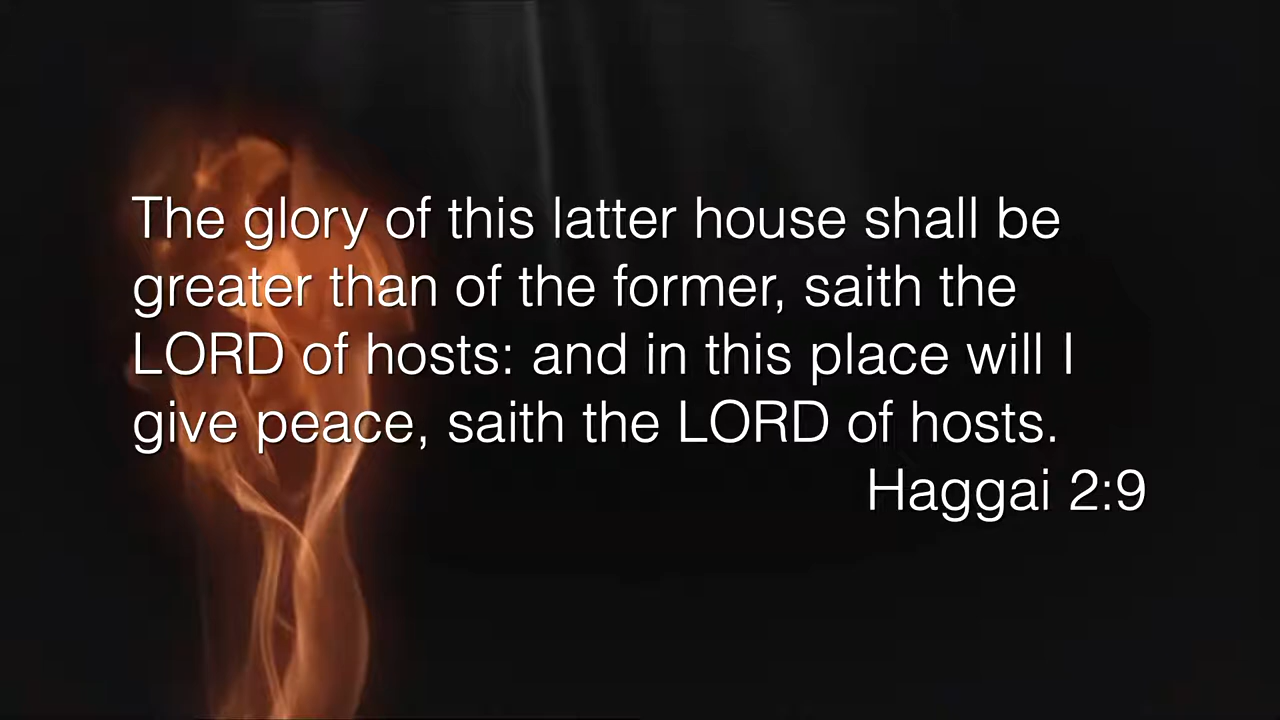 The glory of this latter house shall be
greater than of the former, saith the
LORD of hosts: and in this place will I
give peace, saith the LORD of hosts.
Haggai 2:9